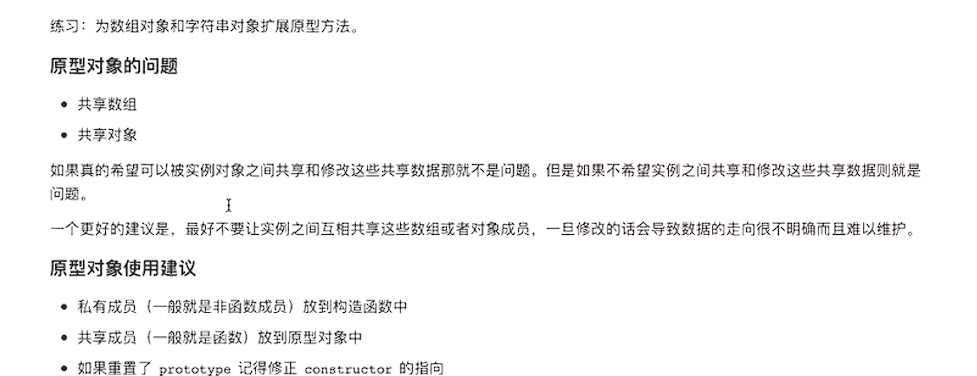 练习：为数组对象和字符串对象扩展原型方法。
原型对象的问题
• 共享数组
• 共享对象
如果真的希望可以被实例对象之间共享和修改这些共享数据那就不是问题。但是如果不希望实例之间共享和修改这些共享数据则就是
问题。
一个更好的建议是，最好不要让实例之间互相共享这些数组或者对象成员，一旦修改的话会导致数据的走向很不明确而且难以维护。
原型对象使用建议
• 私有成员（一般就是非函数成员）放到构造函数中
• 共享成员（一般就是函数）放到原型对象中
• 如果重置了 prototype 记得修正 constructor 的指向